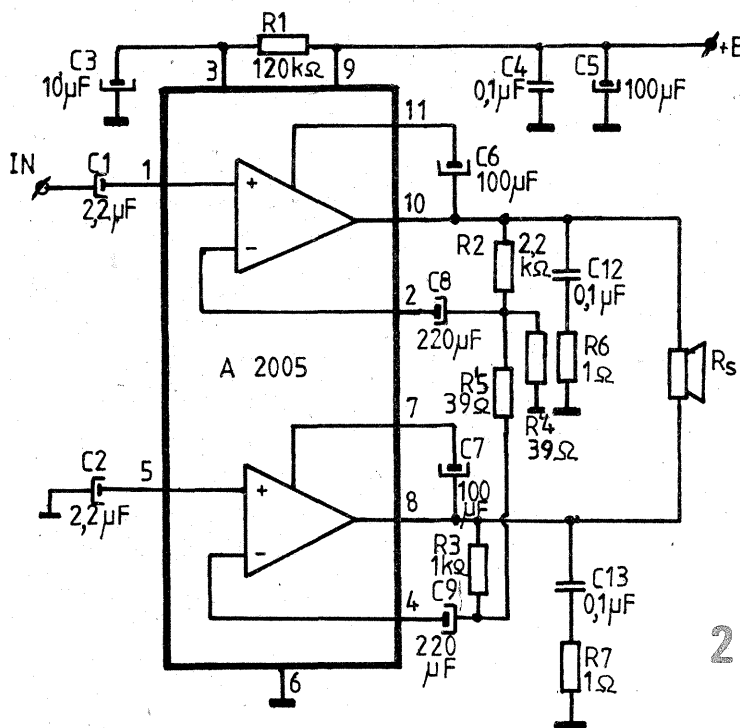 R1
C3
3
120kΩ
9
+E
10µF
C4
0,1µF
C5
100µF
11
IN
C1
1
2,2µF
+
C6
100µF
10
−
R2
2,2
kΩ
C12
0,1µF
2
C8
220µF
R6
1Ω
Rs
A 2005
R5
39Ω
R4
39Ω
7
C2
5
2,2µF
+
C7
100
µF
8
−
R3
1kΩ
C9
4
220
µF
C13
0,1µF
R7
1Ω
6
2